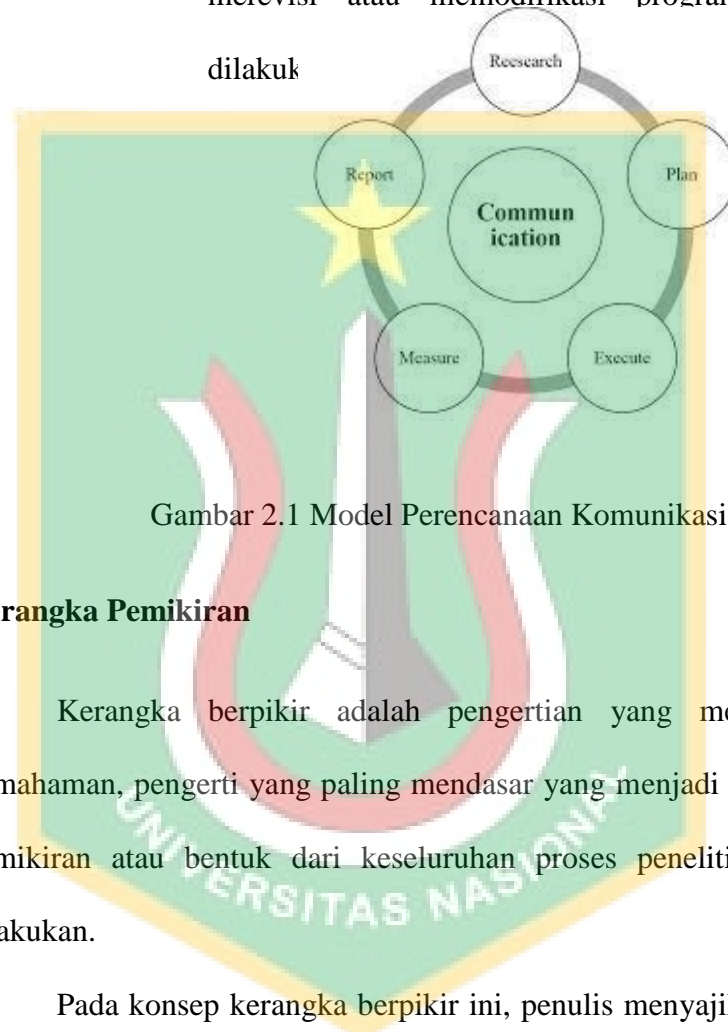 merevisi atau memodifikasi
dilakuk
Reesearch
Report
Plan
Commun
ication
Measure
Execute
Gambar 2.1 Model Perencanaan Komunikasi
rangka Pemikiran
Kerangka berpikir adalah pengertian yang me
mahaman, pengerti yang paling mendasar yang menjadi
mikiran atau bentuk dari keseluruhan proses peneliti
akukan.
Pada konsep kerangka berpikir ini, penulis menyaji
UNIVERSITAS NASIONAL